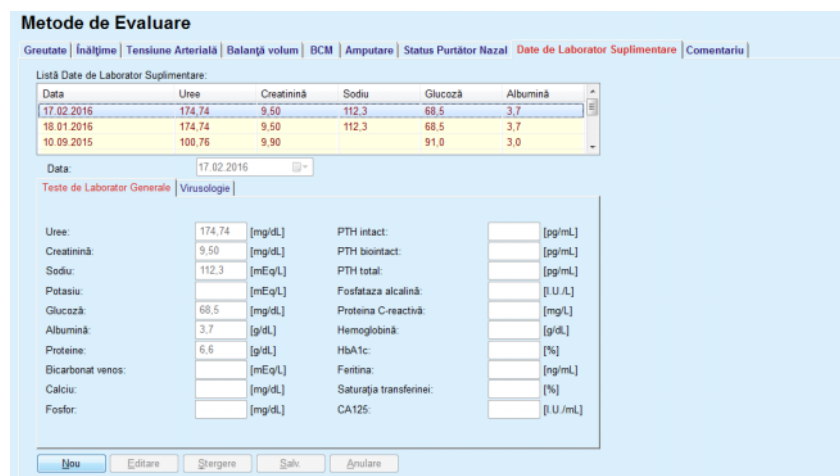 Metode de Evaluare
Greutate | Înălţime | Tensiune Arterială | Balanţă volum | BCM | Amputare | Status Purtător Nazal | Date de Laborator Suplimentare | Comentariu
Listă Date de Laborator Suplimentare:
Data Uree Creatinină Sodiu Glucoză Albumină
17.02.2016 174,74 9,50 112,3 68,5 3,7
18.01.2016 174,74 9,50 112,3 68,5 3,7
10.09.2015 100,76 9,90 91,0 3,0
Data: 17.02.2016
Teste de Laborator Generale | Virusologie
Uree: 174,74 [mg/dL] PTH intact: [pg/mL]
Creatinină: 9,50 [mg/dL] PTH biointact: [pg/mL]
Sodiu: 112,3 [mEq/L] PTH total: [pg/mL]
Potasiu: [mEq/L] Fosfataza alcalină: [I.U./L]
Glucoză: 68,5 [mg/dL] Proteina C-reactivă: [mg/L]
Albumină: 3,7 [g/dL] Hemoglobină: [g/dL]
Proteine: 6,6 [g/dL] HbA1c: [%]
Bicarbonat venos: [mEq/L] Feritina: [ng/mL]
Calciu: [mg/dL] Saturaţia transferinei: [%]
Fosfor: [mg/dL] CA125: [I.U./mL]
Nou Editare Ştergere Salv. Anulare